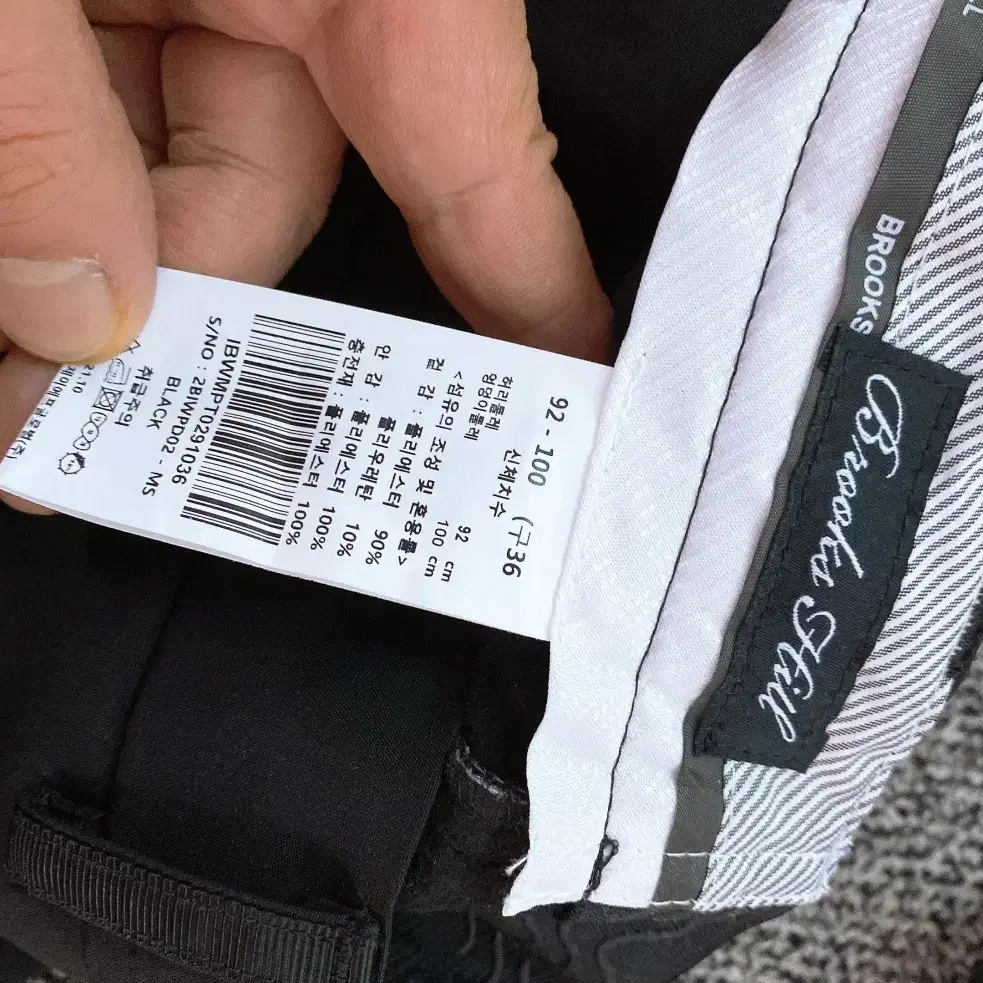 92 - 100 (구36
신체치수
허리둘레 92 cm
엉덩이둘레 100 cm
< 섬유의 조성 및 혼용률 >
겉 감 : 폴리에스터 90%
폴리우레탄 10%
안 감 : 폴리에스터 100%
충전재 : 폴리에스터 100%
IBWMPT0291036
S/NO : 2BIWPD02 - MS
BLACK
취급주의
21.10
BROOKS
Brooks Hill